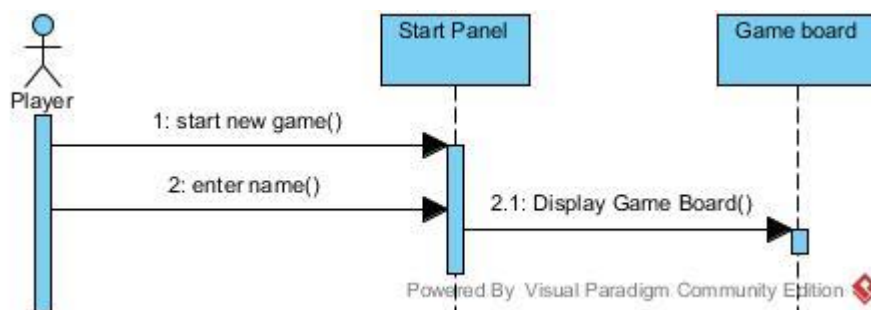 Start Panel
Game board
Player
1: start new game()
2: enter name()
2.1: Display Game Board()
Powered By Visual Paradigm Community Edition